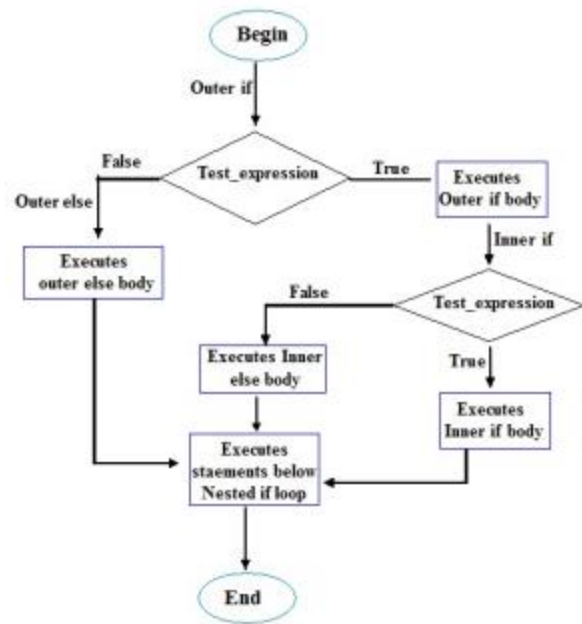 Begin
Outer if
False
Test_expression
True
Executes
Outer if body
Outer else
Inner if
Executes
outer else body
False
Test_expression
Executes Inner
else body
True
Executes
Inner if body
Executes
staements below
Nested if loop
End